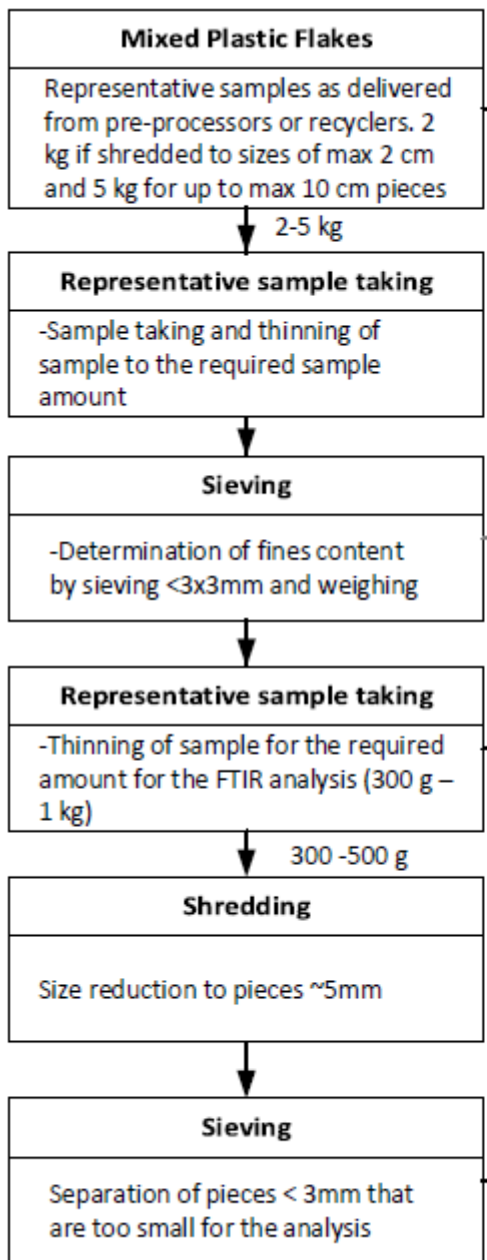 Mixed Plastic Flakes
Representative samples as delivered
from pre-processors or recyclers. 2
kg if shredded to sizes of max 2 cm
and 5 kg for up to max 10 cm pieces
2-5 kg
Representative sample taking
-Sample taking and thinning of
sample to the required sample
amount
Sieving
-Determination of fines content
by sieving <3x3mm and weighing
Representative sample taking
-Thinning of sample for the required
amount for the FTIR analysis (300 g –
1 kg)
300 -500 g
Shredding
Size reduction to pieces ~5mm
Sieving
Separation of pieces < 3mm that
are too small for the analysis